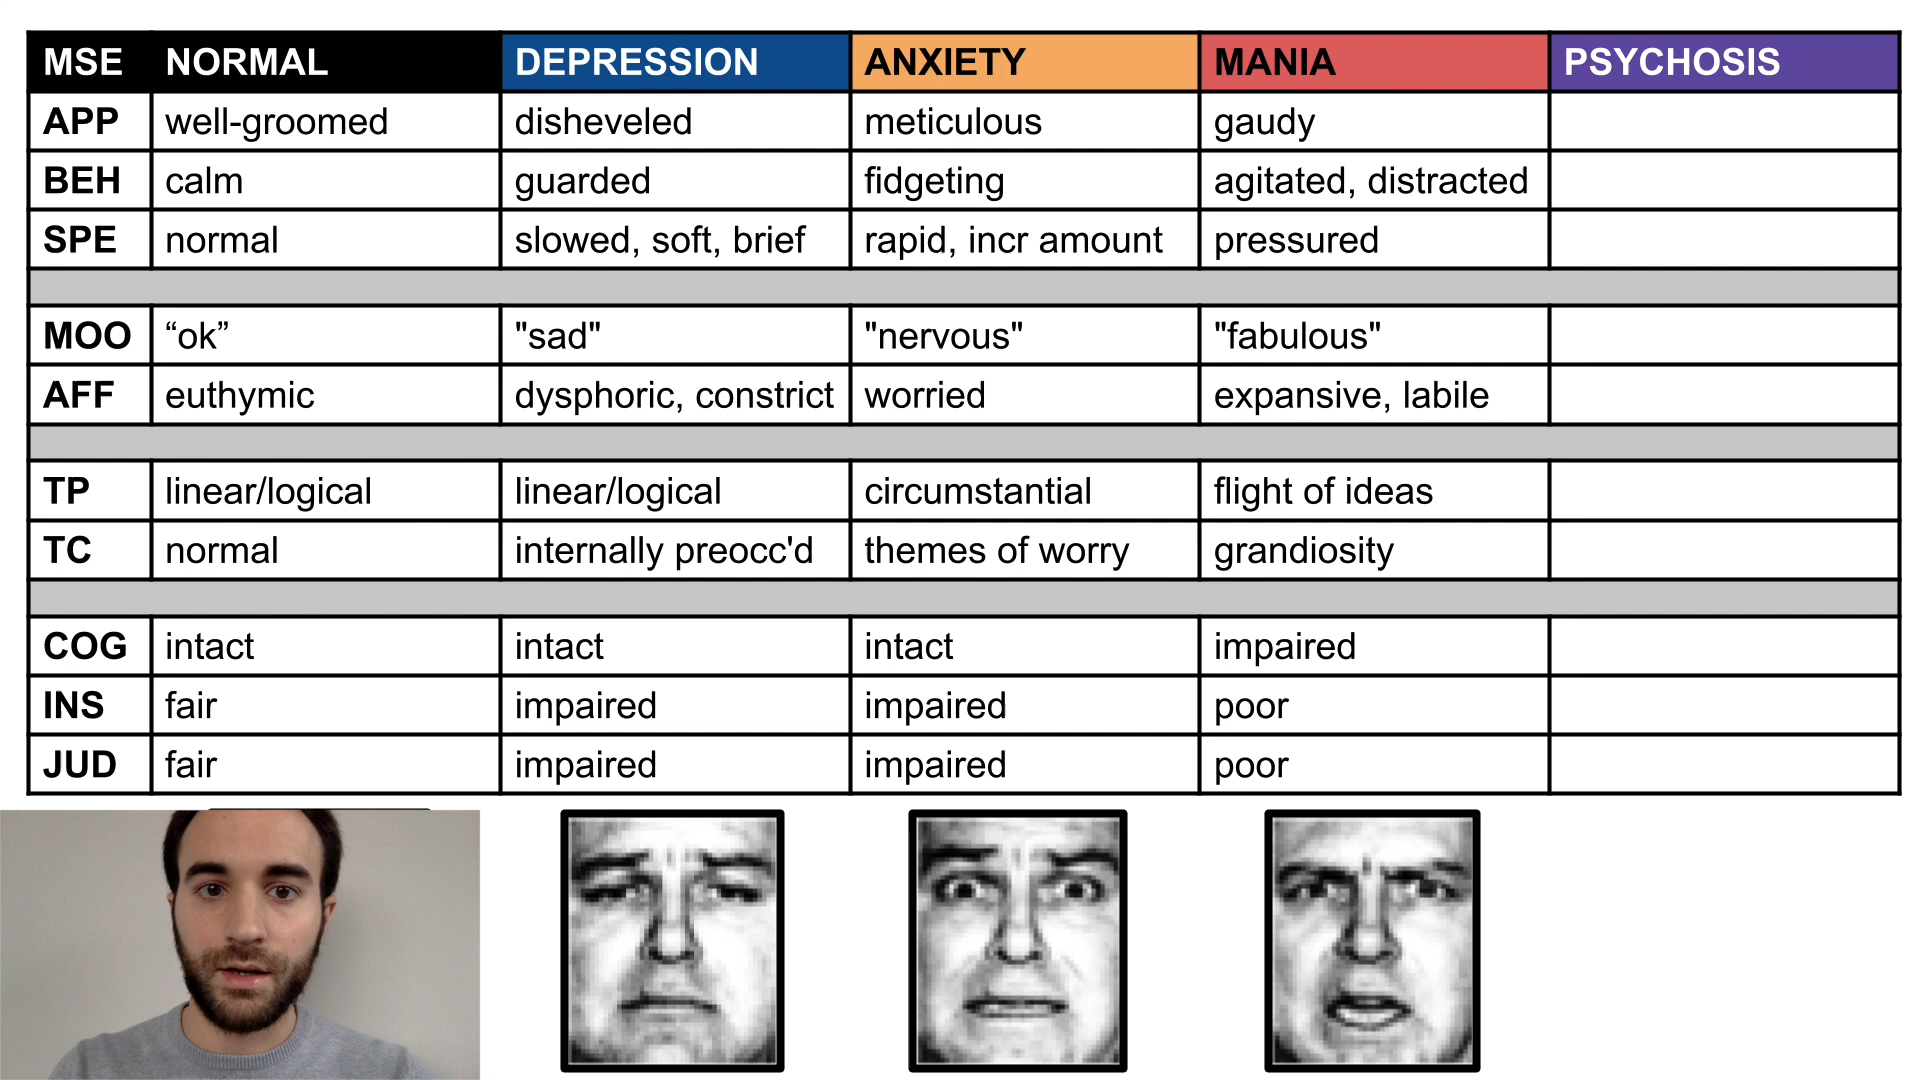 MSE NORMAL DEPRESSION ANXIETY MANIA PSYCHOSIS
APP well-groomed disheveled meticulous gaudy
BEH calm guarded fidgeting agitated, distracted
SPE normal slowed, soft, brief rapid, incr amount pressured
MOO “ok” "sad" "nervous" "fabulous"
AFF euthymic dysphoric, constrict worried expansive, labile
TP linear/logical linear/logical circumstantial flight of ideas
TC normal internally preocc'd themes of worry grandiosity
COG intact intact intact impaired
INS fair impaired impaired poor
JUD fair impaired impaired poor